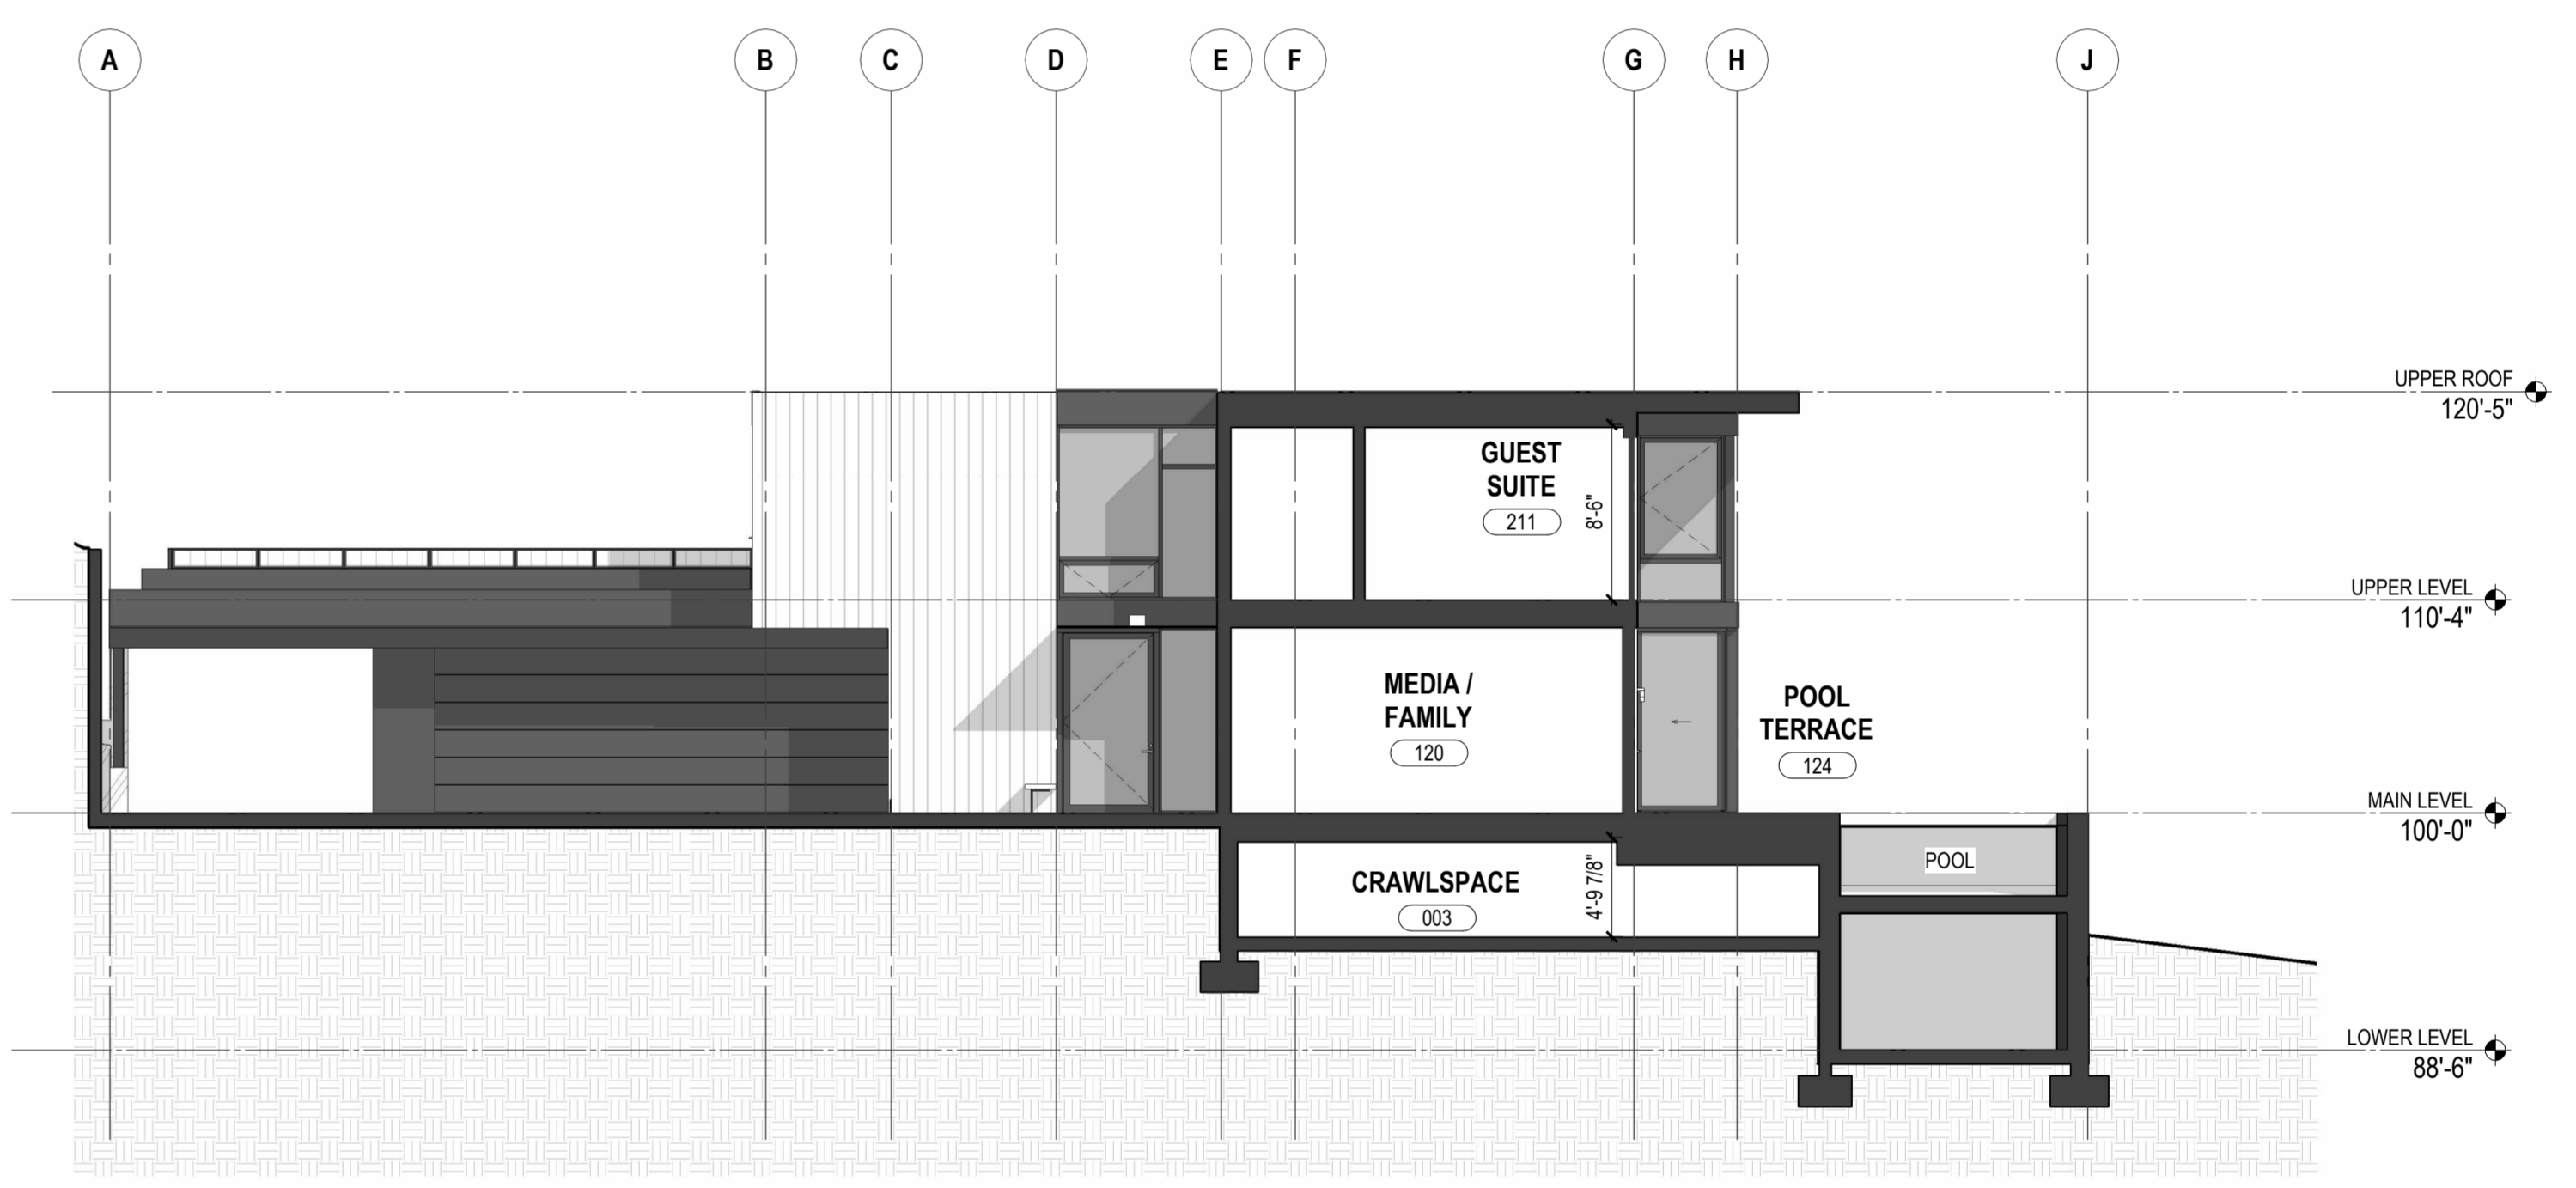 A
B
C
D
E
F
G
H
J
UPPER ROOF
120'-5"
GUEST
SUITE
211
8'-6"
UPPER LEVEL
110'-4"
MEDIA /
FAMILY
120
POOL
TERRACE
124
MAIN LEVEL
100'-0"
POOL
CRAWLSPACE
003
4'-9 7/8"
LOWER LEVEL
88'-6"